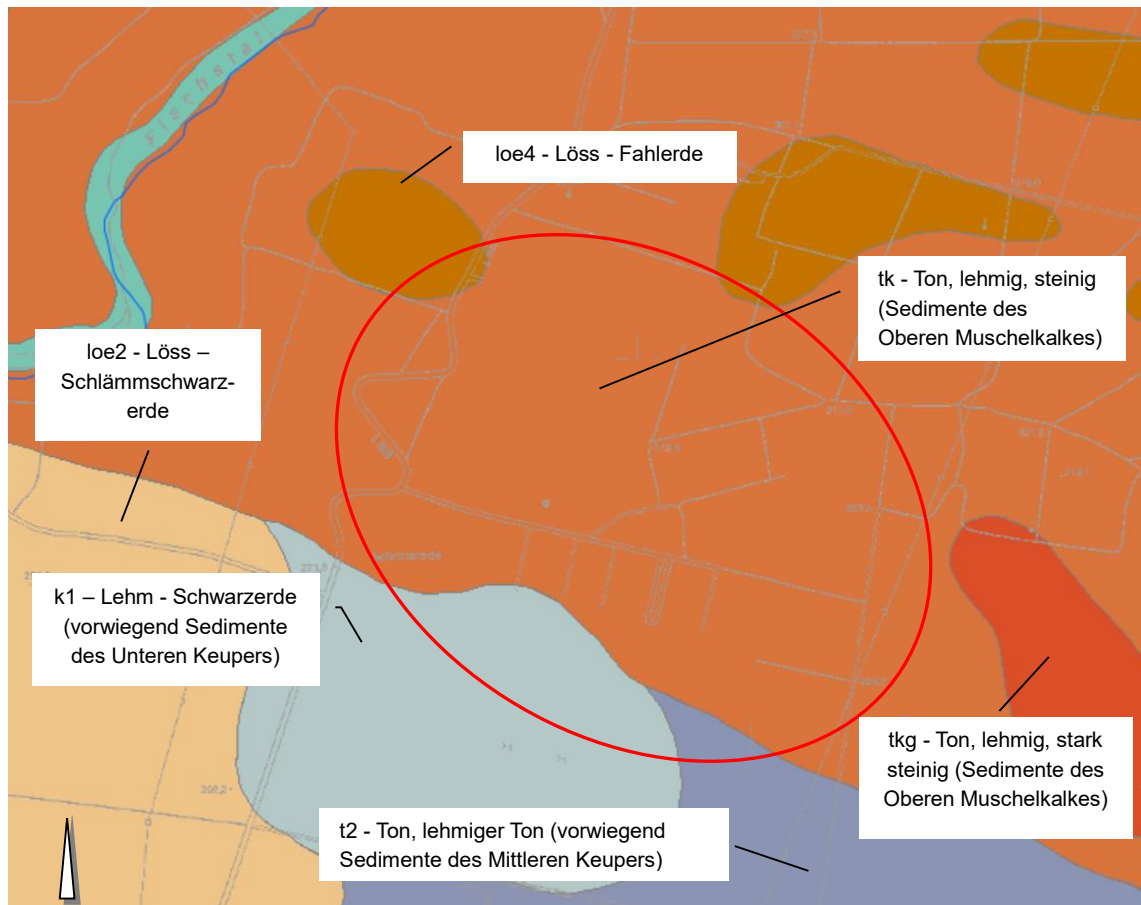 Fischstal
loe4 - Löss - Fahlerde
tk - Ton, lehmig, steinig
(Sedimente des
Oberen Muschelkalkes)
loe2 - Löss –
Schlämmschwarz-
erde
k1 – Lehm - Schwarzerde
(vorwiegend Sedimente
des Unteren Keupers)
tkg - Ton, lehmig, stark
steinig (Sedimente des
Oberen Muschelkalkes)
t2 - Ton, lehmiger Ton (vorwiegend
Sedimente des Mittleren Keupers)